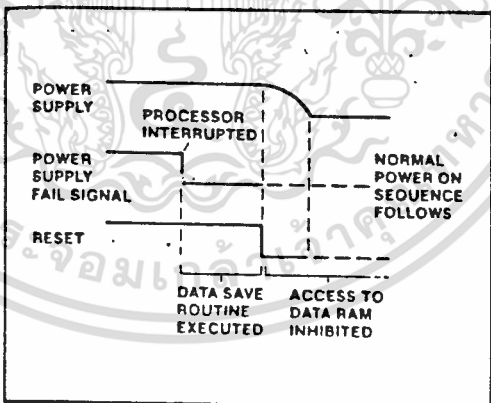 POWER
SUPPLY
PROCESSOR
INTERRUPTED
POWER
SUPPLY
FAIL SIGNAL
NORMAL
POWER ON
SEQUENCE
FOLLOWS
RESET
DATA SAVE
ROUTINE
EXECUTED
ACCESS TO
DATA RAM
INHIBITED